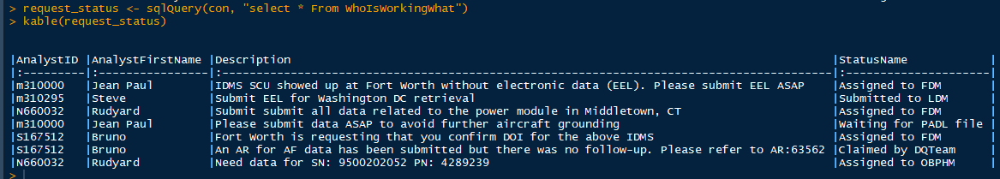 > request_status <- sqlQuery(con, "select * From WhoIsWorkingWhat")
> kable(request_status)
|AnalystID |AnalystFirstName |Description |StatusName |
|:---------|:----------------|:-----------------------------------------------------------------------------------------|:---------------------|
|m310000 |Jean Paul |IDMS SCU showed up at Fort Worth without electronic data (EEL). Please submit EEL ASAP |Assigned to FDM |
|m310295 |Steve |Submit EEL for Washington DC retrieval |Submitted to LDM |
|N660032 |Rudyard |Submit submit all data related to the power module in Middletown, CT |Assigned to FDM |
|m310000 |Jean Paul |Please submit data ASAP to avoid further aircraft grounding |Waiting for PADL file |
|S167512 |Bruno |Fort Worth is requesting that you confirm DOI for the above IDMS |Assigned to FDM |
|S167512 |Bruno |An AR for AF data has been submitted but there was no follow-up. Please refer to AR:63562 |Claimed by DQTeam |
|N660032 |Rudyard |Need data for SN: 9500202052 PN: 4289239 |Assigned to OBPHM |
>